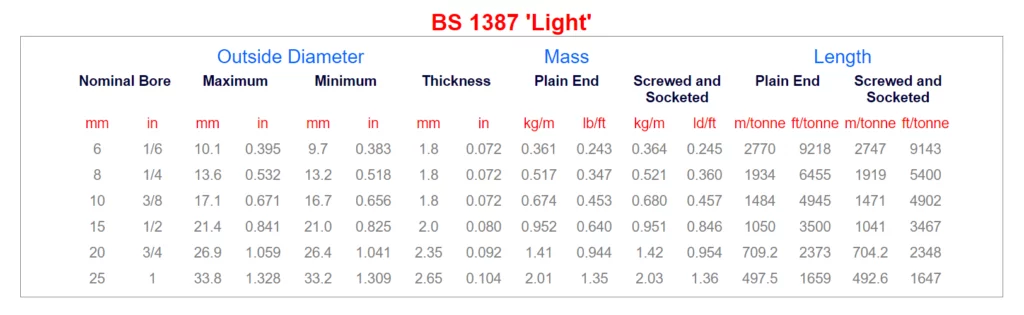 BS 1387 'Light'
Outside Diameter Mass Length
Nominal Bore Maximum Minimum Thickness Plain End Screwed and Plain End Screwed and
Socketed Socketed
mm in mm in mm in mm in kg/m lb/ft kg/m ld/ft m/tonne ft/tonne m/tonne ft/tonne
6 1/6 10.1 0.395 9.7 0.383 1.8 0.072 0.361 0.243 0.364 0.245 2770 9218 2747 9143
8 1/4 13.6 0.532 13.2 0.518 1.8 0.072 0.517 0.347 0.521 0.360 1934 6455 1919 5400
10 3/8 17.1 0.671 16.7 0.656 1.8 0.072 0.674 0.453 0.680 0.457 1484 4945 1471 4902
15 1/2 21.4 0.841 21.0 0.825 2.0 0.080 0.952 0.640 0.951 0.846 1050 3500 1041 3467
20 3/4 26.9 1.059 26.4 1.041 2.35 0.092 1.41 0.944 1.42 0.954 709.2 2373 704.2 2348
25 1 33.8 1.328 33.2 1.309 2.65 0.104 2.01 1.35 2.03 1.36 497.5 1659 492.6 1647